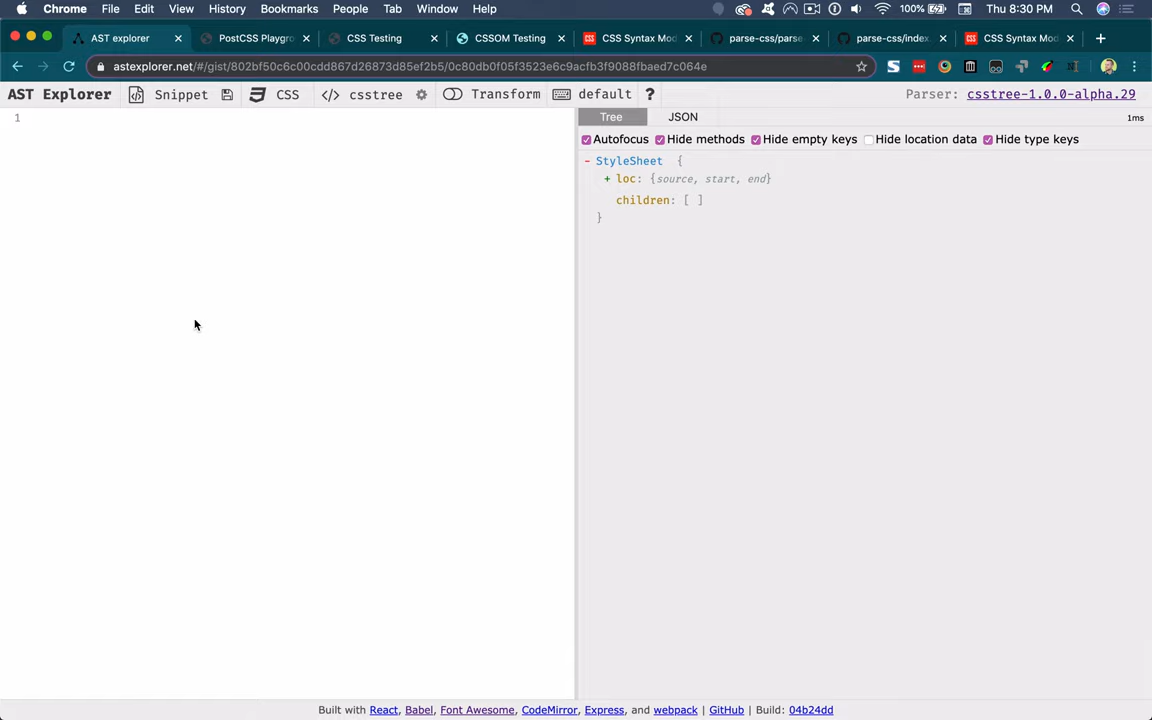 Chrome File Edit View History Bookmarks People Tab Window Help 100% Thu 8:30 PM
AST explorer PostCSS Playgro CSS Testing CSSOM Testing CSS Syntax Mod parse-css/parse- parse-css/index. CSS Syntax Mod
astexplorer.net/#/gist/802bf50c6c00cdd867d26873d85ef2b5/0c80db0f05f3523e6c9acfb3f9088fbaed7c064e
AST Explorer Snippet CSS </> csstree Transform default ? Parser: csstree-1.0.0-alpha.29
1
Tree JSON 1ms
Autofocus Hide methods Hide empty keys Hide location data Hide type keys
- StyleSheet {
+ loc: {source, start, end}
children: [ ]
}
Built with React, Babel, Font Awesome, CodeMirror, Express, and webpack | GitHub | Build: 04b24dd